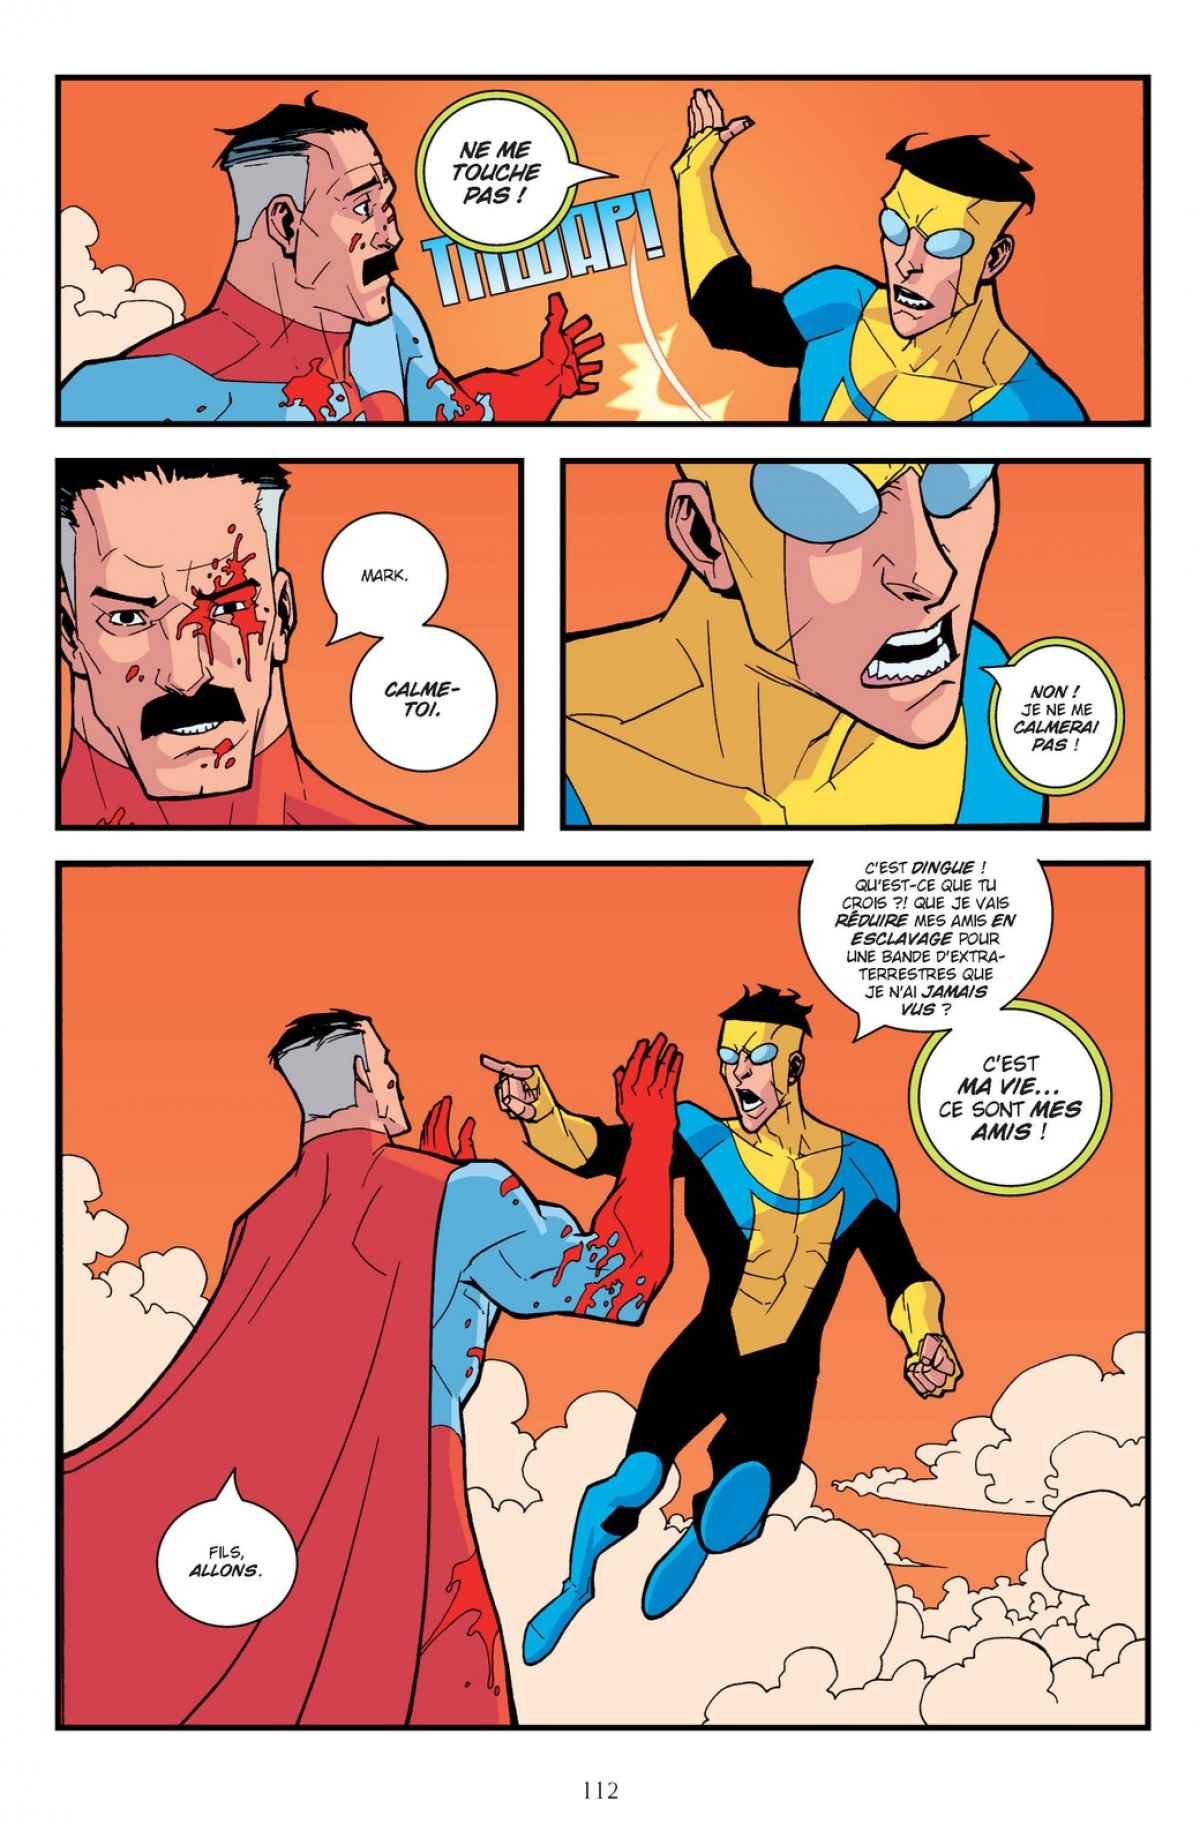 NE ME
TOUCHE
PAS !
THWAP!
MARK.
CALME-
TOI.
NON !
JE NE ME
CALMERAI
PAS !
C'EST DINGUE !
QU'EST-CE QUE TU
CROIS ?! QUE JE VAIS
RÉDUIRE MES AMIS EN
ESCLAVAGE POUR
UNE BANDE D'EXTRA-
TERRESTRES QUE
JE N'AI JAMAIS
VUS ?
C'EST
MA VIE...
CE SONT MES
AMIS !
FILS,
ALLONS.
112